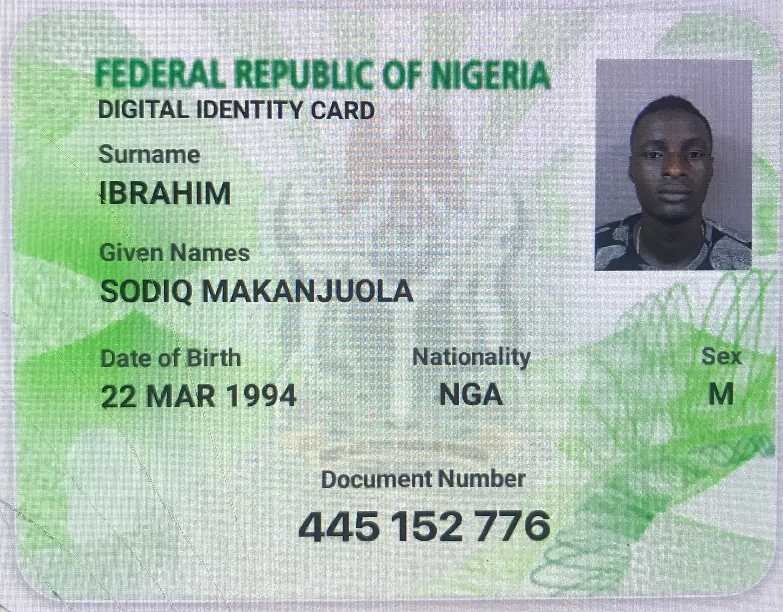 FEDERAL REPUBLIC OF NIGERIA
DIGITAL IDENTITY CARD
Surname
IBRAHIM
Given Names
SODIQ MAKANJUOLA
Date of Birth Nationality Sex
22 MAR 1994 NGA M
Document Number
445 152 776